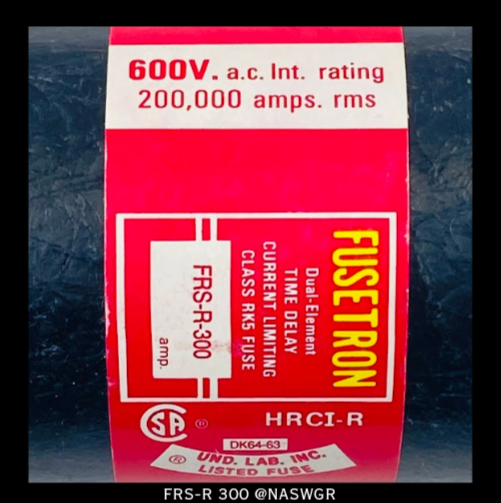 600V. a.c. Int. rating
200,000 amps. rms
FUSETRON
Dual-Element
TIME DELAY
CURRENT LIMITING
CLASS RK5 FUSE
FRS-R-300
amp.
SA ®
HRCI-R
DK64-63
® UND. LAB. INC.
LISTED FUSE
FRS-R 300 @NASWGR